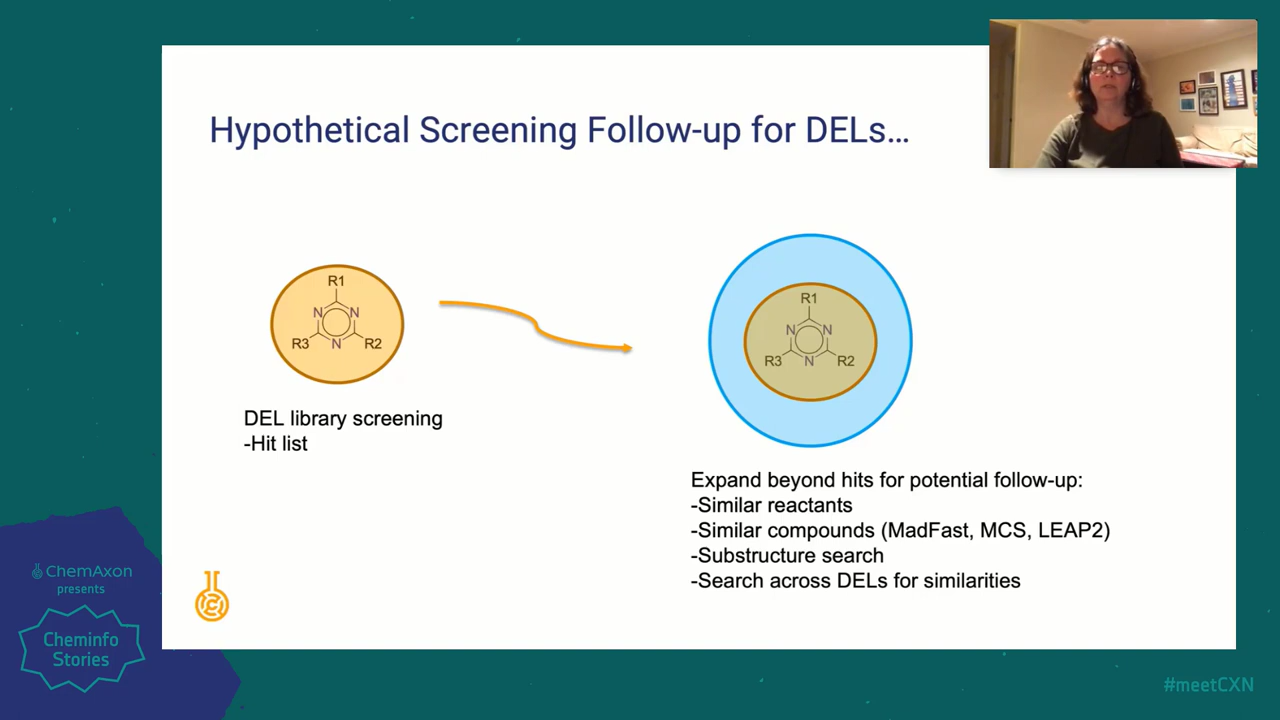 Hypothetical Screening Follow-up for DELs...
R1
N
N
R3
N
R2
DEL library screening
-Hit list
R1
N
N
R3
N
R2
Expand beyond hits for potential follow-up:
-Similar reactants
-Similar compounds (MadFast, MCS, LEAP2)
-Substructure search
-Search across DELs for similarities
ChemAxon
presents
Cheminfo
Stories
#meetCXN